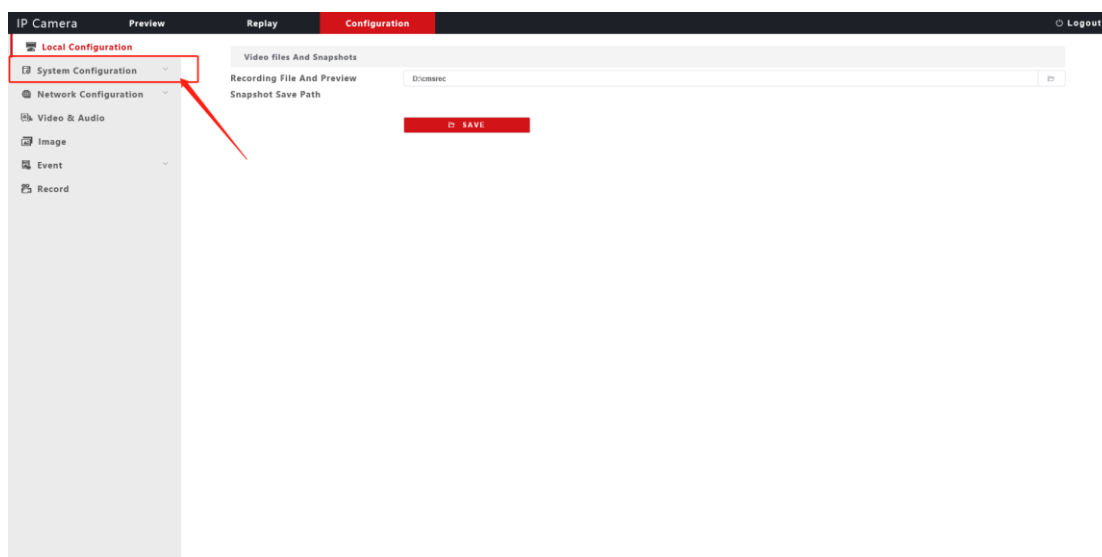 IP Camera Preview Replay Configuration Logout
Local Configuration
System Configuration
Network Configuration
Video & Audio
Image
Event
Record
Video files And Snapshots
Recording File And Preview
Snapshot Save Path
D:\cmsrec
SAVE